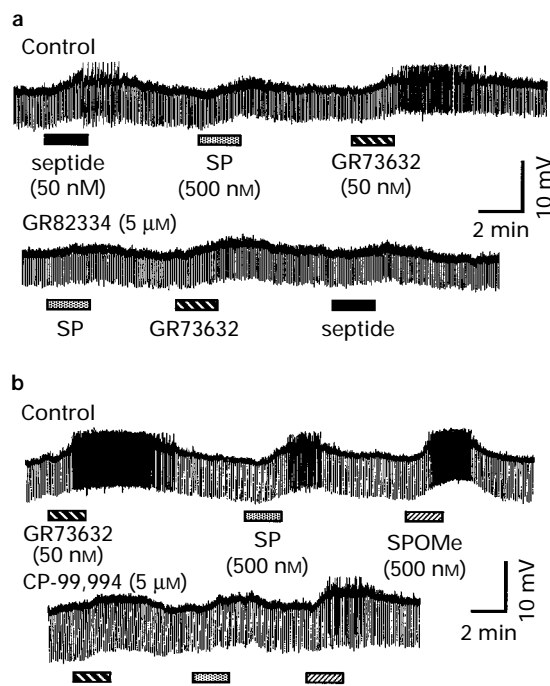 a
Control
septide
(50 nM)
SP
(500 nM)
GR73632
(50 nM)
10 mV
2 min
GR82334 (5 μM)
SP
GR73632
septide
b
Control
GR73632
(50 nM)
SP
(500 nM)
SPOMe
(500 nM)
CP-99,994 (5 μM)
10 mV
2 min